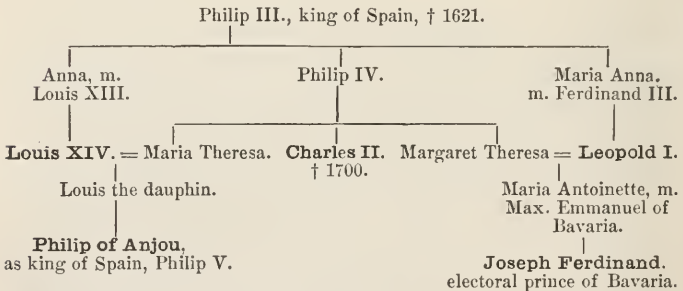 Philip III., king of Spain, † 1621.
Anna, m. Philip IV. Maria Anna.
Louis XIII. m. Ferdinand III.
Louis XIV. = Maria Theresa. Charles II. Margaret Theresa = Leopold I.
† 1700.
Louis the dauphin. Maria Antoinette, m.
Max. Emmanuel of
Bavaria.
Philip of Anjou,
as king of Spain, Philip V. Joseph Ferdinand.
electoral prince of Bavaria.